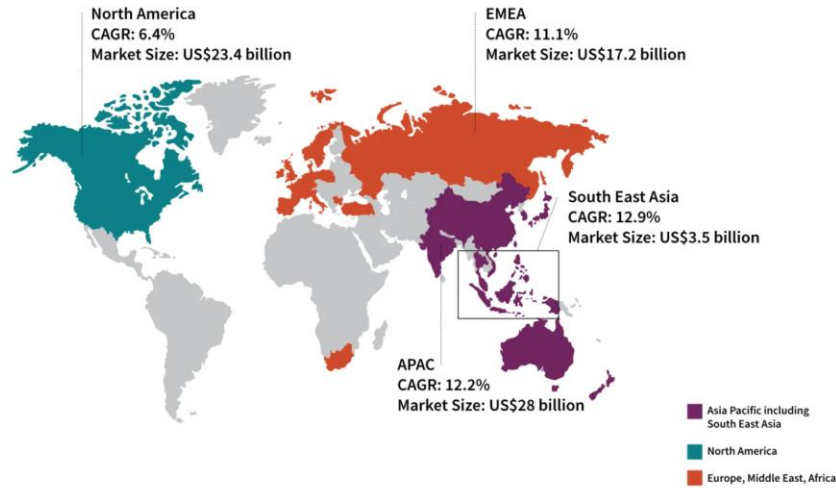 North America
CAGR: 6.4%
Market Size: US$23.4 billion
EMEA
CAGR: 11.1%
Market Size: US$17.2 billion
South East Asia
CAGR: 12.9%
Market Size: US$3.5 billion
APAC
CAGR: 12.2%
Market Size: US$28 billion
Asia Pacific including
South East Asia
North America
Europe, Middle East, Africa